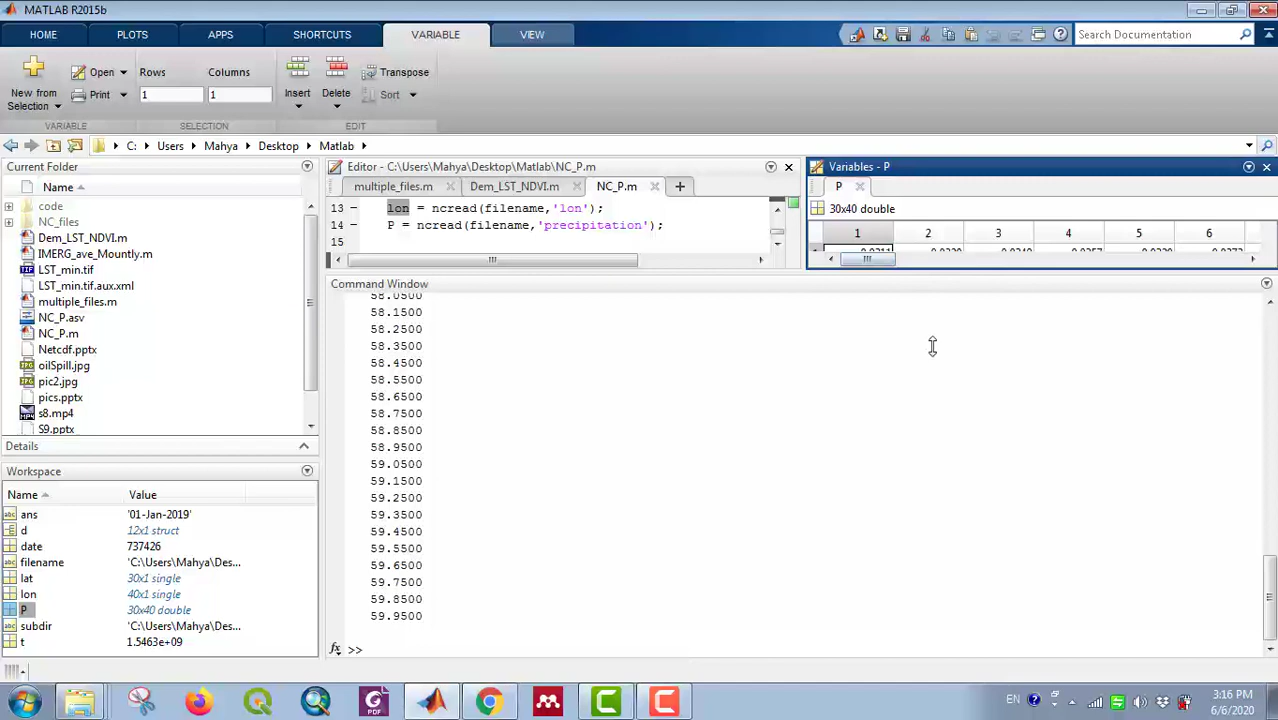 MATLAB R2015b
HOME PLOTS APPS SHORTCUTS VARIABLE VIEW
Search Documentation
New from Selection
Open
Print
Rows Columns
1 1
Insert Delete
Transpose
Sort
VARIABLE SELECTION EDIT
C: Users Mahya Desktop Matlab
Current Folder
Name
code
NC_files
Dem_LST_NDVI.m
IMERG_ave_Mountly.m
LST_min.tif
LST_min.tif.aux.xml
multiple_files.m
NC_P.asv
NC_P.m
Netcdf.pptx
oilSpill.jpg
pic2.jpg
pics.pptx
s8.mp4
S9.pptx
Details
Workspace
Name Value
ans '01-Jan-2019'
d 12x1 struct
date 737426
filename 'C:\Users\Mahya\Des...
lat 30x1 single
lon 40x1 single
P 30x40 double
subdir 'C:\Users\Mahya\Des...
t 1.5463e+09
Editor - C:\Users\Mahya\Desktop\Matlab\NC_P.m
multiple_files.m Dem_LST_NDVI.m NC_P.m
13 lon = ncread(filename,'lon');
14 P = ncread(filename,'precipitation');
15
Variables - P
P
30x40 double
1 2 3 4 5 6
Command Window
58.0500
58.1500
58.2500
58.3500
58.4500
58.5500
58.6500
58.7500
58.8500
58.9500
59.0500
59.1500
59.2500
59.3500
59.4500
59.5500
59.6500
59.7500
59.8500
59.9500
fx >>
PDF
EN
3:16 PM
6/6/2020